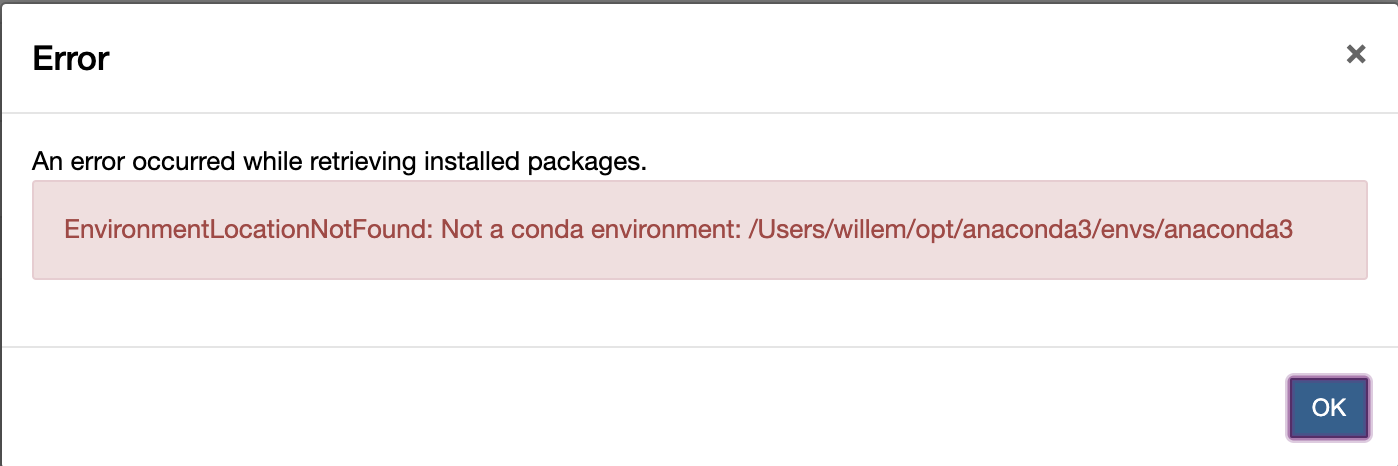 Error
×
An error occurred while retrieving installed packages.
EnvironmentLocationNotFound: Not a conda environment: /Users/willem/opt/anaconda3/envs/anaconda3
OK